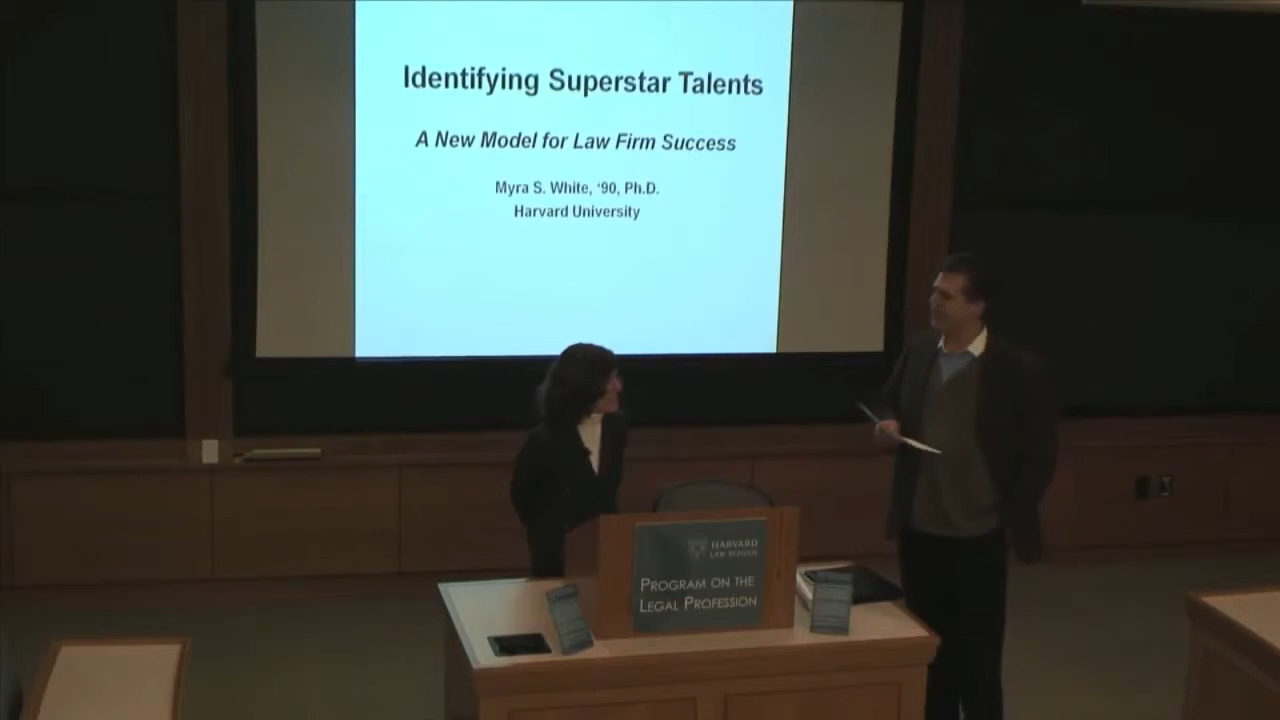 Identifying Superstar Talents
A New Model for Law Firm Success
Myra S. White, ‘90, Ph.D.
Harvard University
HARVARD
LAW SCHOOL
PROGRAM ON THE
LEGAL PROFESSION